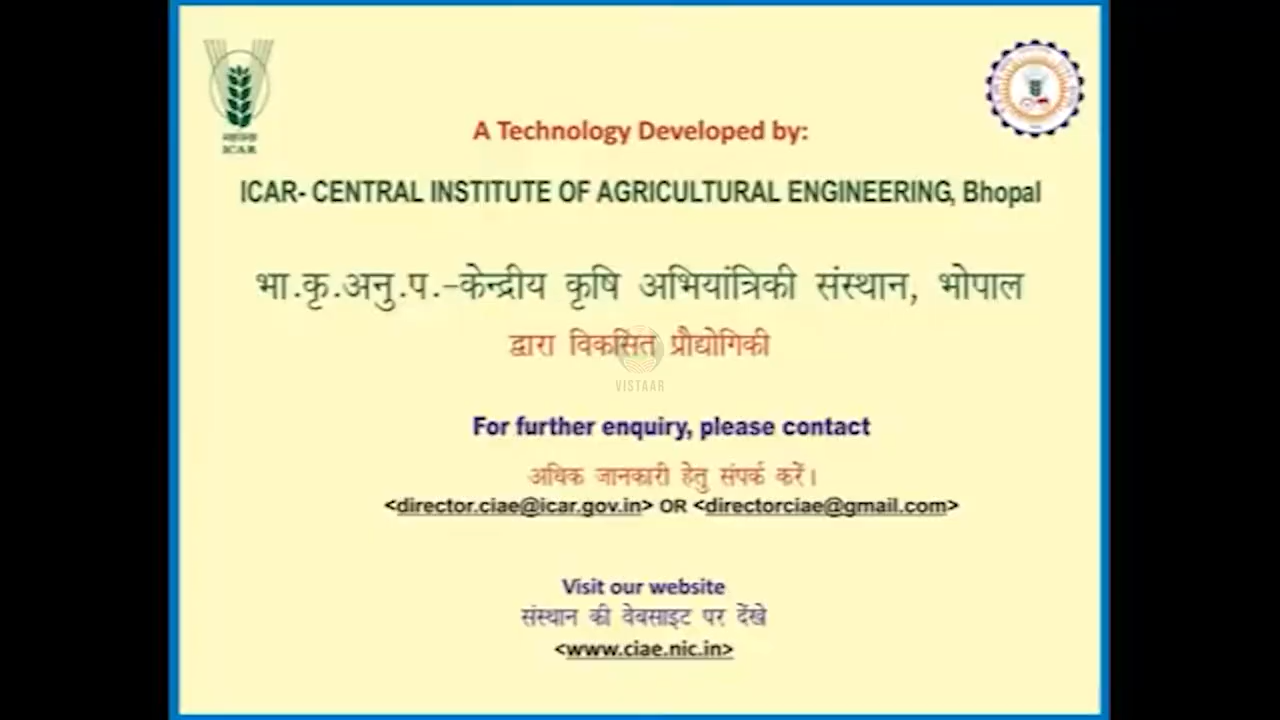 भाकृअनुप
ICAR
A Technology Developed by:
ICAR- CENTRAL INSTITUTE OF AGRICULTURAL ENGINEERING, Bhopal
भा.कृ.अनु.प.-केन्द्रीय कृषि अभियांत्रिकी संस्थान, भोपाल
द्वारा विकसित प्रौद्योगिकी
VISTAAR
For further enquiry, please contact
अधिक जानकारी हेतु संपर्क करें।
<director.ciae@icar.gov.in> OR <directorciae@gmail.com>
Visit our website
संस्थान की वेबसाइट पर देंखे
<www.ciae.nic.in>